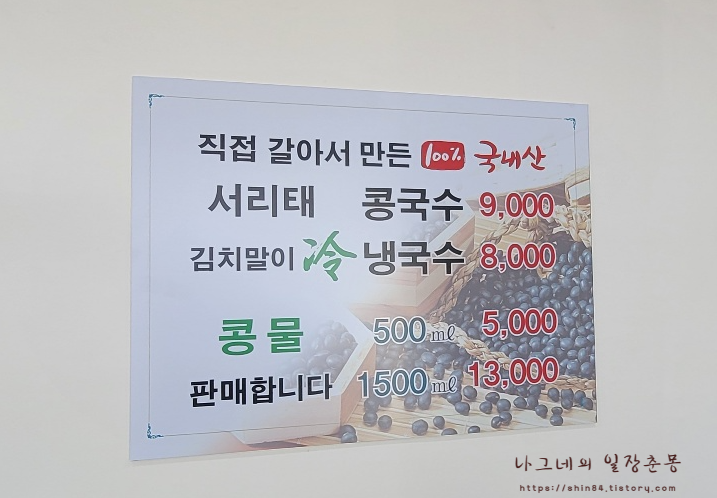 직접 갈아서 만든 100% 국내산
서리태 콩국수 9,000
김치말이 冷 냉국수 8,000
콩물 500㎖ 5,000
판매합니다 1500㎖ 13,000
나그네의 일장춘몽
https://shin84.tistory.com